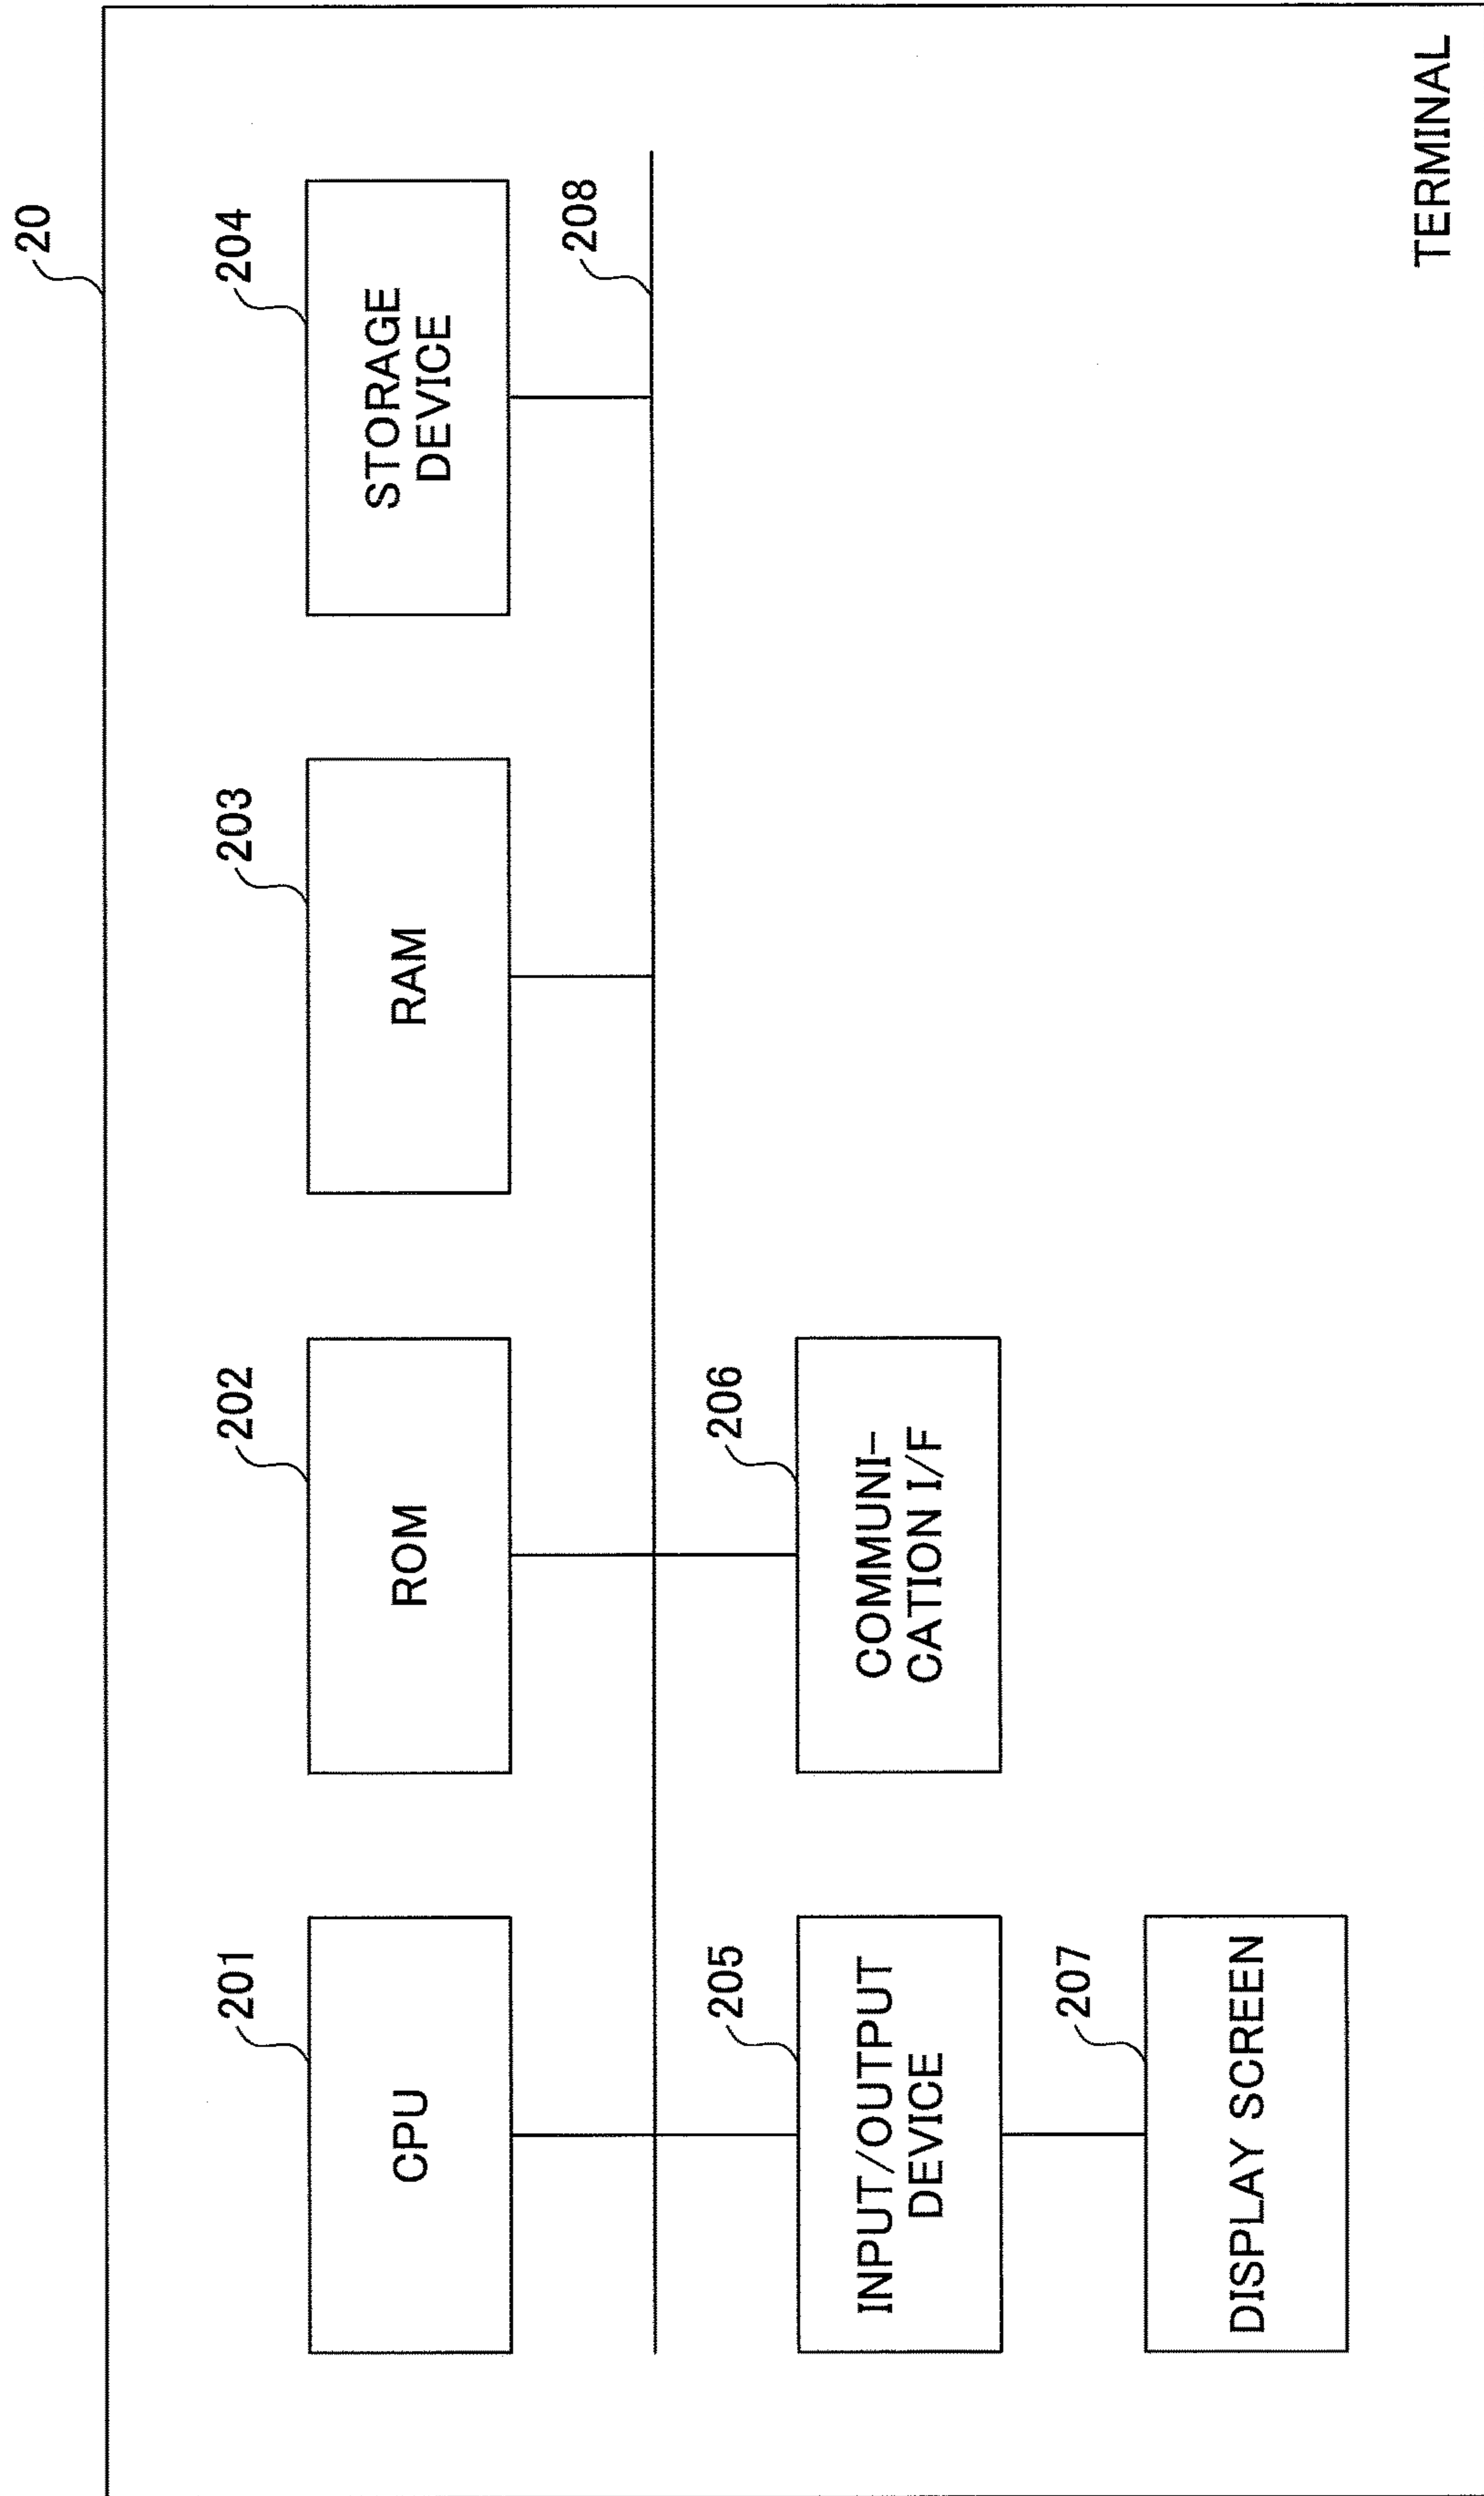 20
201
202
203
204
CPU
ROM
RAM
STORAGE
DEVICE
208
205
206
INPUT/OUTPUT
DEVICE
COMMUNI-
CATION I/F
207
DISPLAY SCREEN
TERMINAL